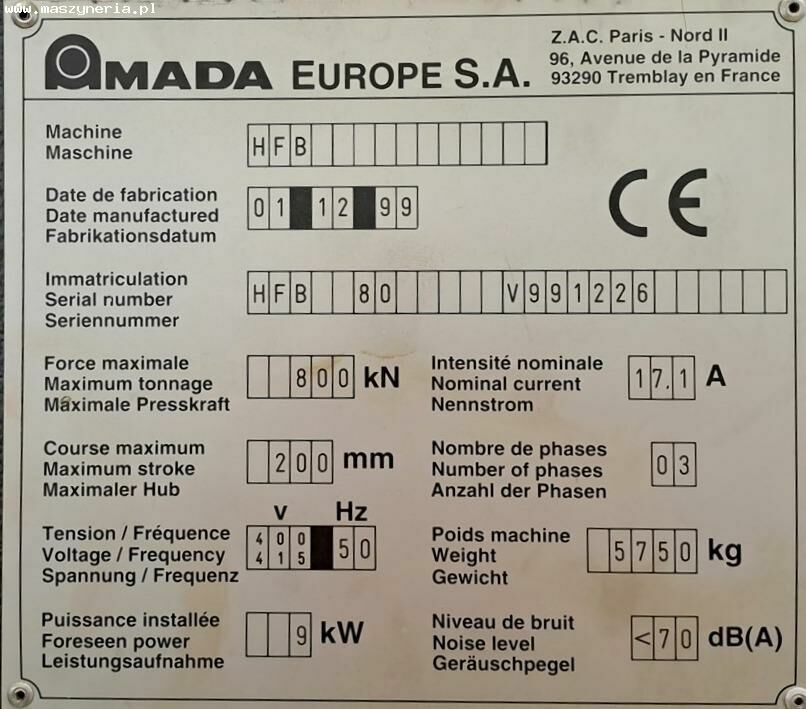 www.maszyneria.pl
AMADA EUROPE S.A.
Z.A.C. Paris - Nord II
96, Avenue de la Pyramide
93290 Tremblay en France
Machine
Maschine
HFB
Date de fabrication
Date manufactured
Fabrikationsdatum
01 12 99
CE
Immatriculation
Serial number
Seriennummer
HFB 80 V991226
Force maximale
Maximum tonnage
Maximale Presskraft
800 kN
Intensité nominale
Nominal current
Nennstrom
17.1 A
Course maximum
Maximum stroke
Maximaler Hub
200 mm
Nombre de phases
Number of phases
Anzahl der Phasen
03
Tension / Fréquence
Voltage / Frequency
Spannung / Frequenz
V Hz
400
415
50
Poids machine
Weight
Gewicht
5750 kg
Puissance installée
Foreseen power
Leistungsaufnahme
9 kW
Niveau de bruit
Noise level
Geräuschpegel
<70 dB(A)